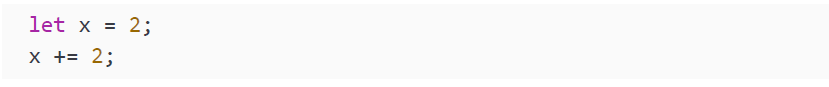 let x = 2;
x += 2;